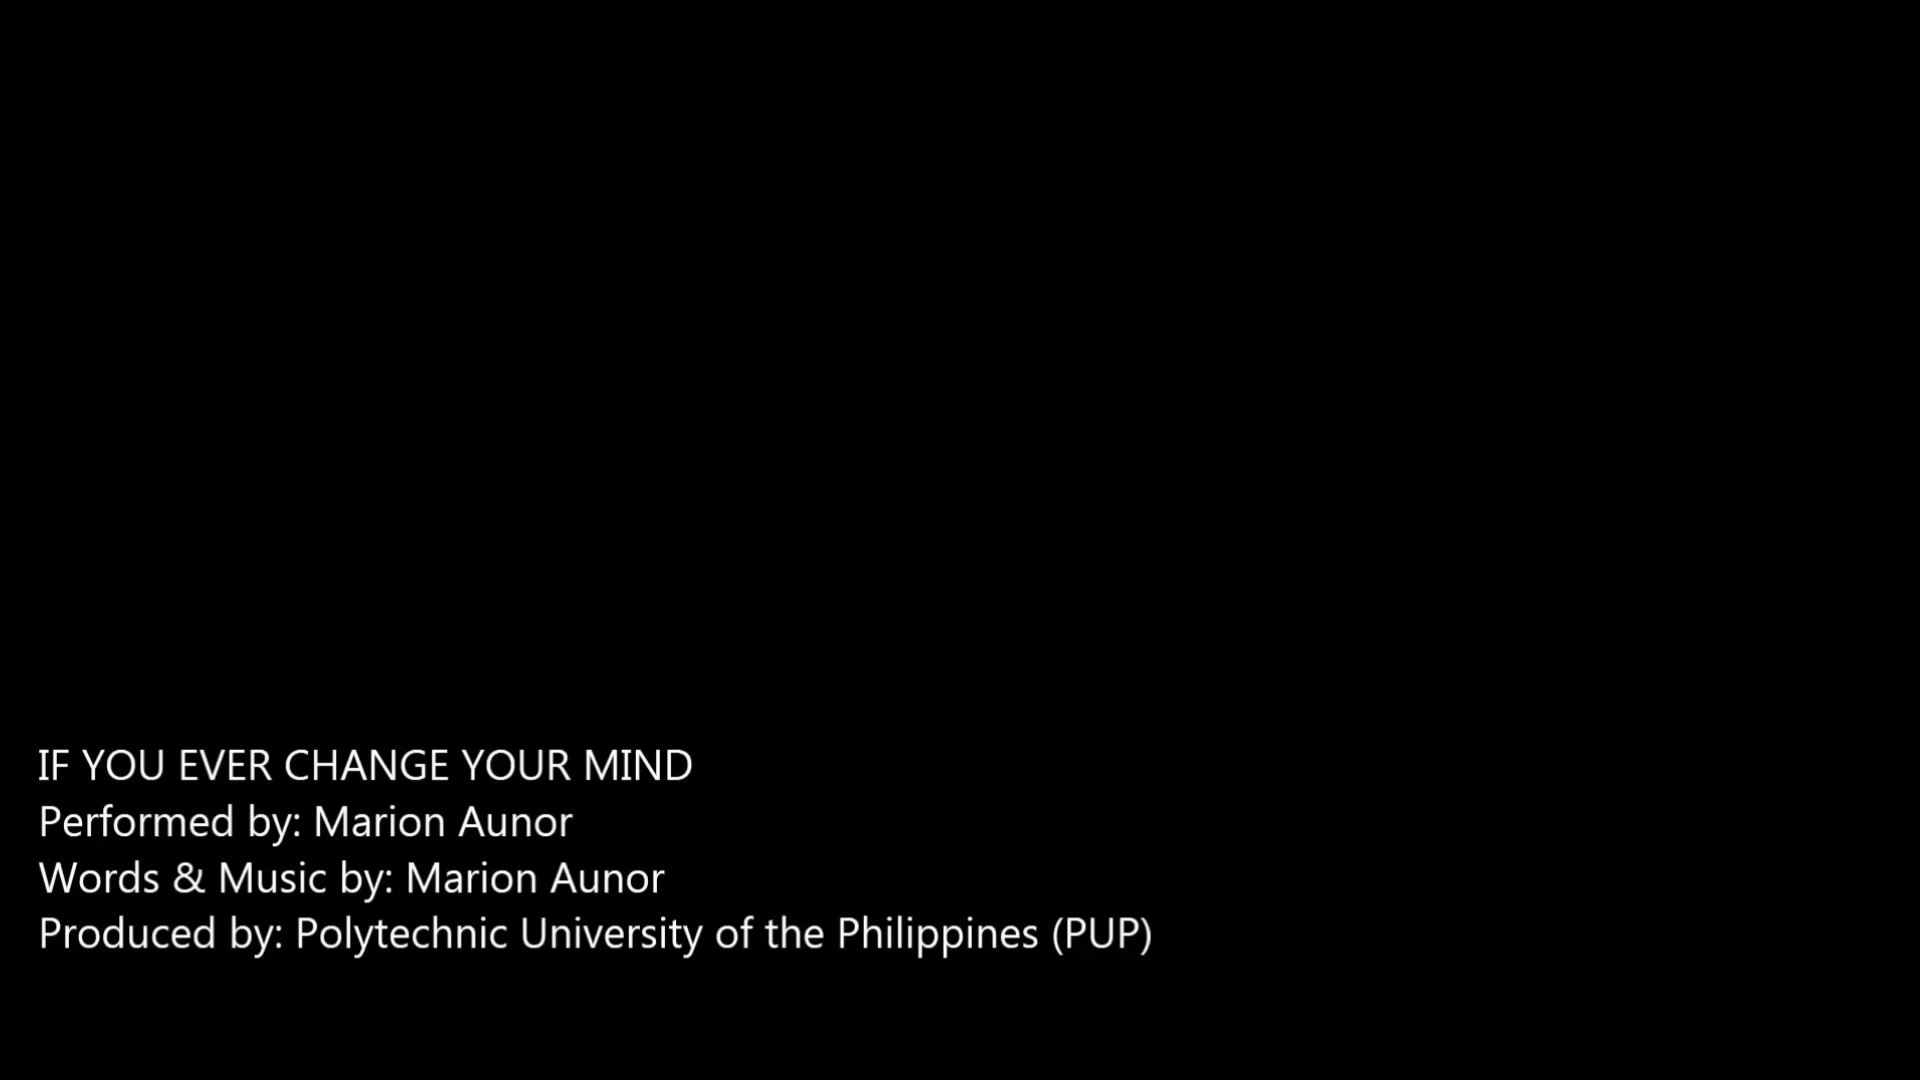 IF YOU EVER CHANGE YOUR MIND
Performed by: Marion Aunor
Words & Music by: Marion Aunor
Produced by: Polytechnic University of the Philippines (PUP)